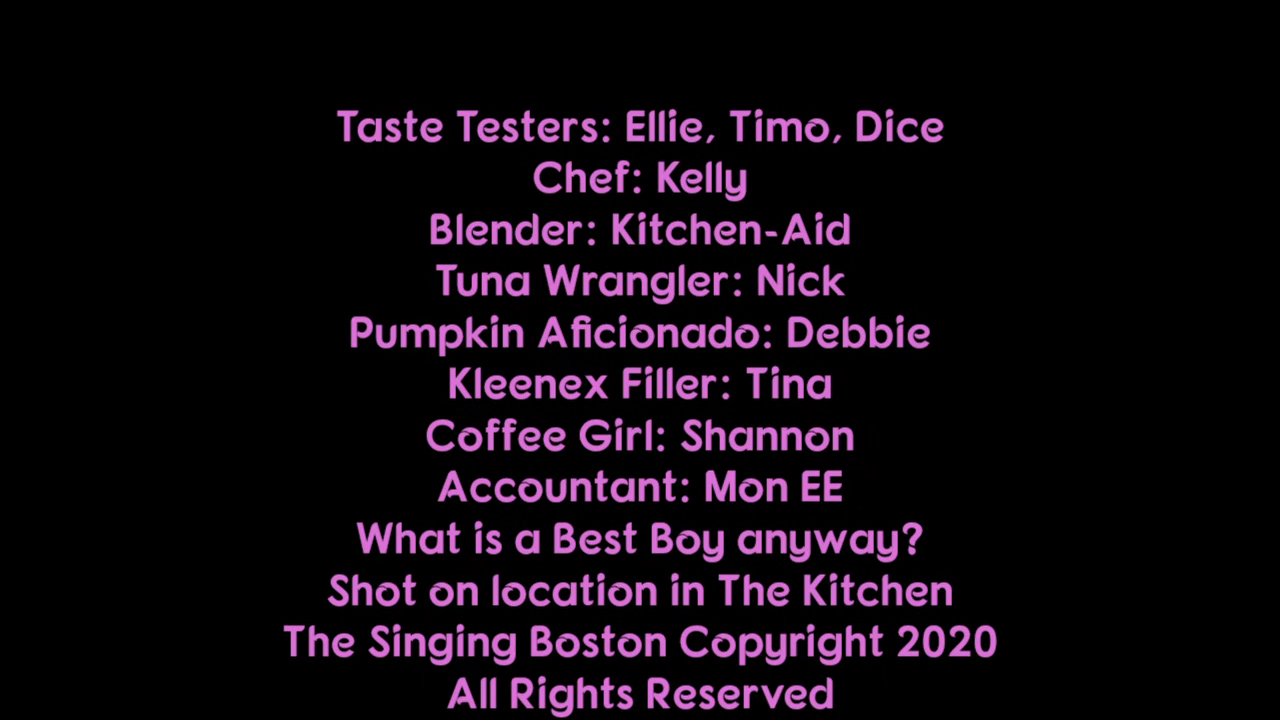 Taste Testers: Ellie, Timo, Dice
Chef: Kelly
Blender: Kitchen-Aid
Tuna Wrangler: Nick
Pumpkin Aficionado: Debbie
Kleenex Filler: Tina
Coffee Girl: Shannon
Accountant: Mon EE
What is a Best Boy anyway?
Shot on location in The Kitchen
The Singing Boston Copyright 2020
All Rights Reserved